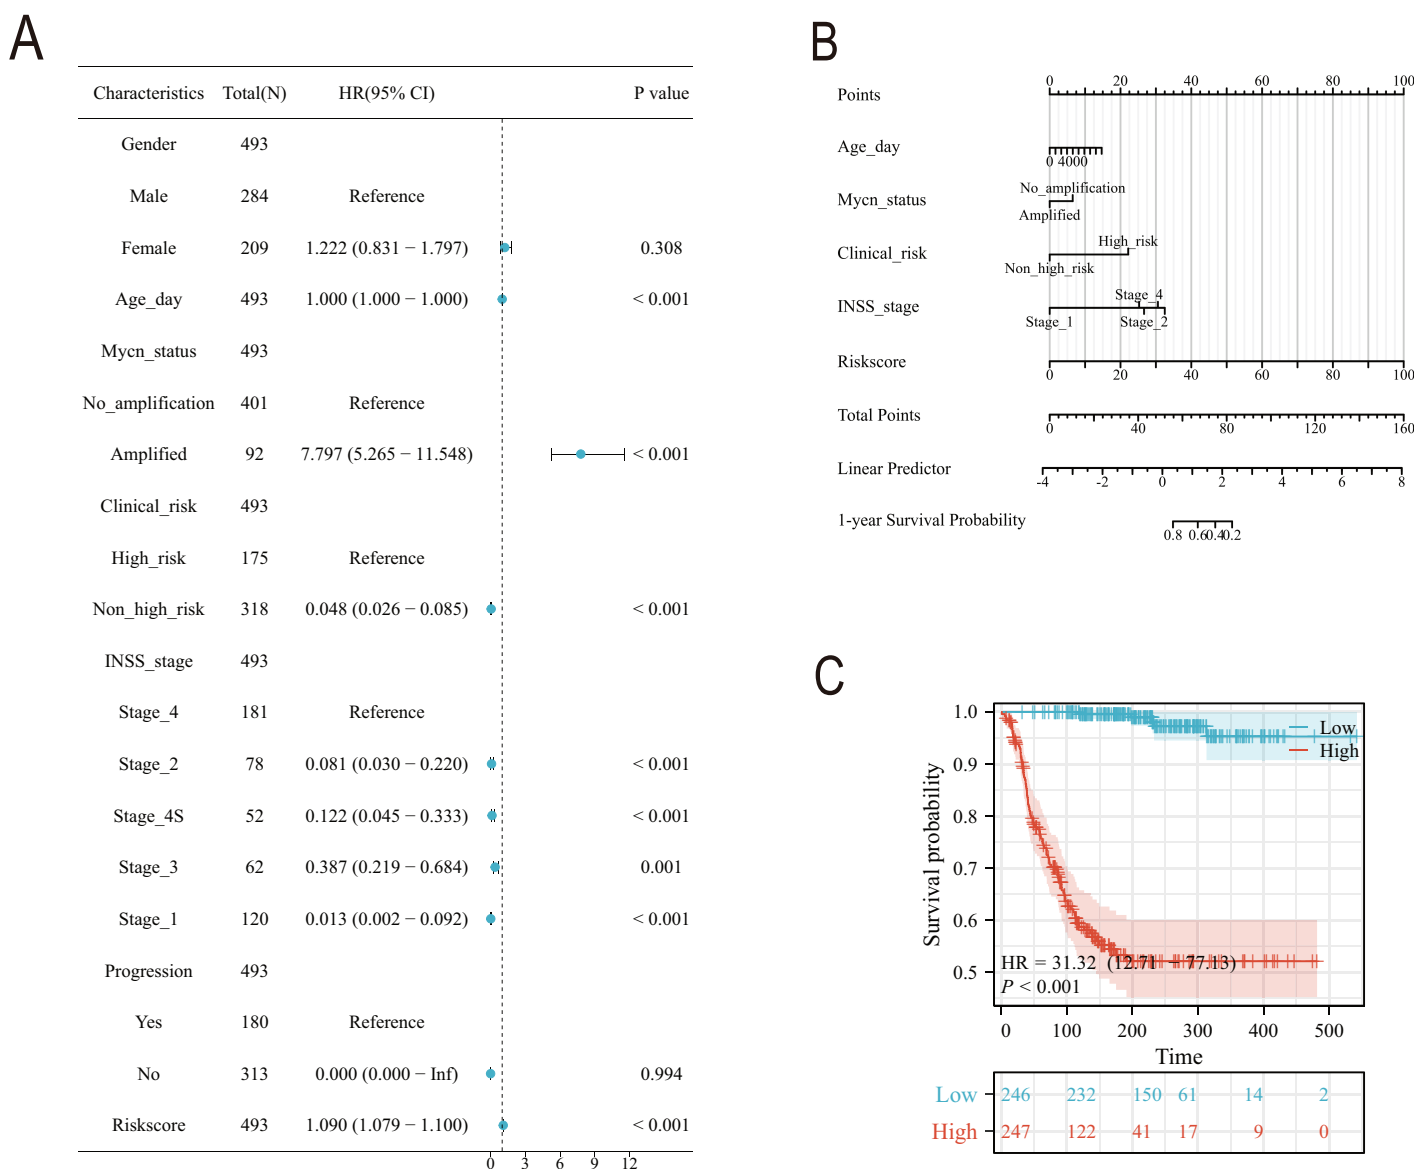 A
Characteristics Total(N) HR(95% CI) P value
Gender 493
Male 284 Reference
Female 209 1.222 (0.831 − 1.797) 0.308
Age_day 493 1.000 (1.000 − 1.000) < 0.001
Mycn_status 493
No_amplification 401 Reference
Amplified 92 7.797 (5.265 − 11.548) < 0.001
Clinical_risk 493
High_risk 175 Reference
Non_high_risk 318 0.048 (0.026 − 0.085) < 0.001
INSS_stage 493
Stage_4 181 Reference
Stage_2 78 0.081 (0.030 − 0.220) < 0.001
Stage_4S 52 0.122 (0.045 − 0.333) < 0.001
Stage_3 62 0.387 (0.219 − 0.684) 0.001
Stage_1 120 0.013 (0.002 − 0.092) < 0.001
Progression 493
Yes 180 Reference
No 313 0.000 (0.000 − Inf) 0.994
Riskscore 493 1.090 (1.079 − 1.100) < 0.001
0 3 6 9 12
B
0 20 40 60 80 100
Points
Age_day
0 4000
No_amplification
Mycn_status
Amplified
High_risk
Clinical_risk
Non_high_risk
Stage_4
INSS_stage
Stage_1 Stage_2
Riskscore
0 20 40 60 80 100
Total Points
0 40 80 120 160
Linear Predictor
-4 -2 0 2 4 6 8
1-year Survival Probability
0.8 0.6 0.4 0.2
C
1.0
0.9
0.8
0.7
0.6
0.5
Survival probability
Low
High
HR = 31.32 (12.71 − 77.13)
P < 0.001
0 100 200 300 400 500
Time
Low 246 232 150 61 14 2
High 247 122 41 17 9 0